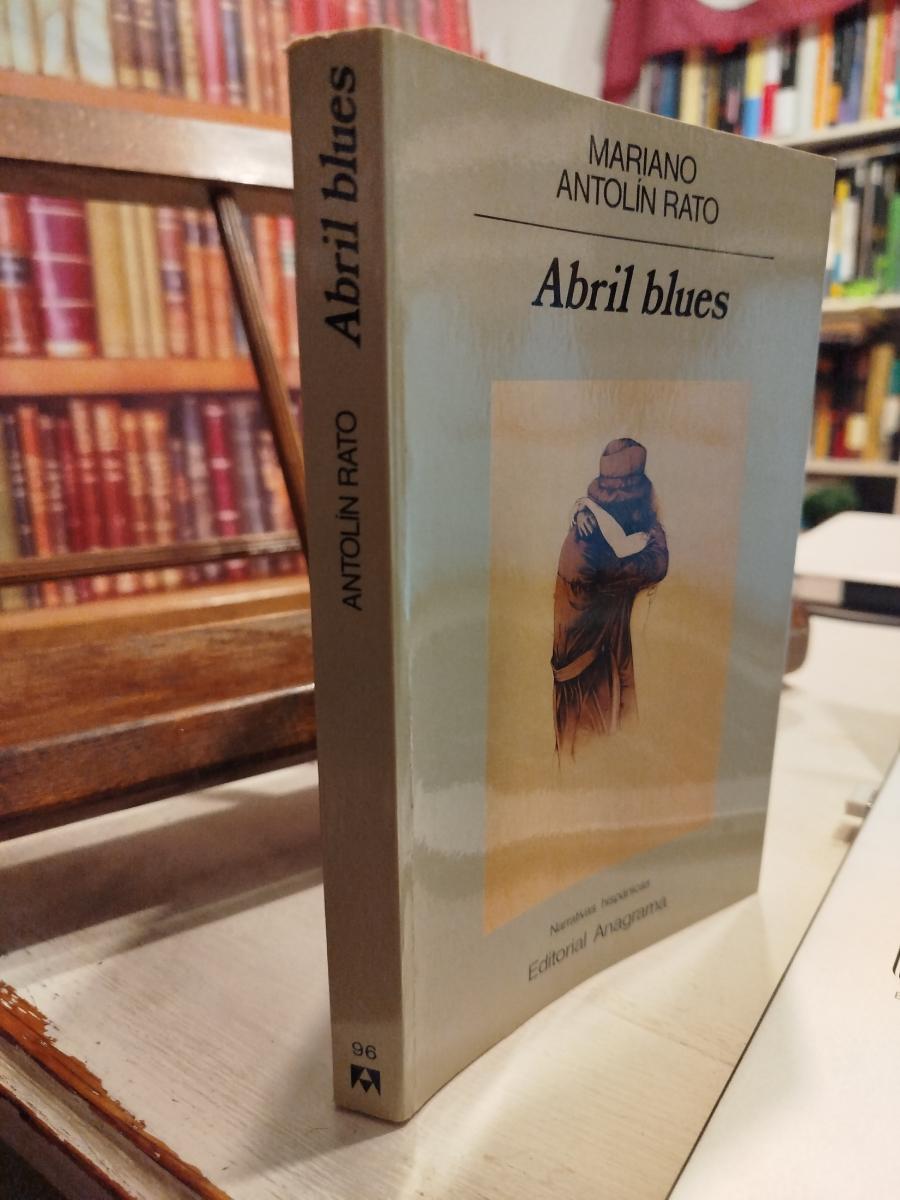 Abril blues
ANTOLÍN RATO
96
MARIANO
ANTOLÍN RATO
Abril blues
Narrativas hispánicas
Editorial Anagrama